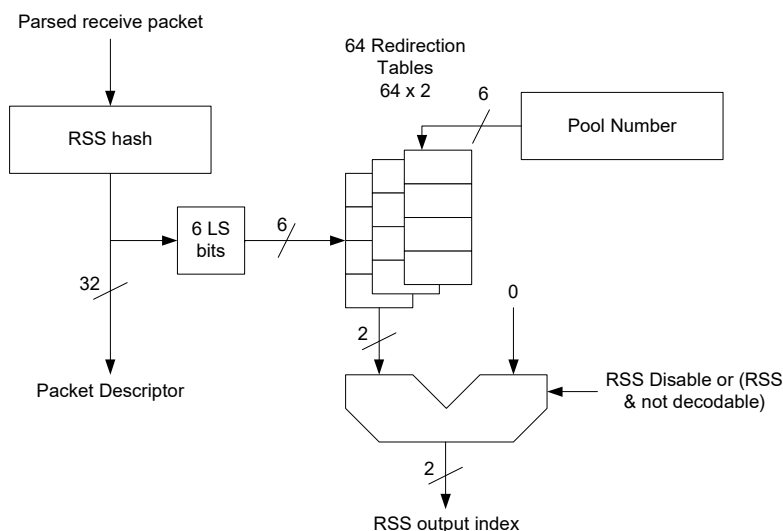 Parsed receive packet
64 Redirection
Tables
64 x 2
6
Pool Number
RSS hash
6 LS
bits
6
32
0
2
Packet Descriptor
RSS Disable or (RSS
& not decodable)
2
RSS output index